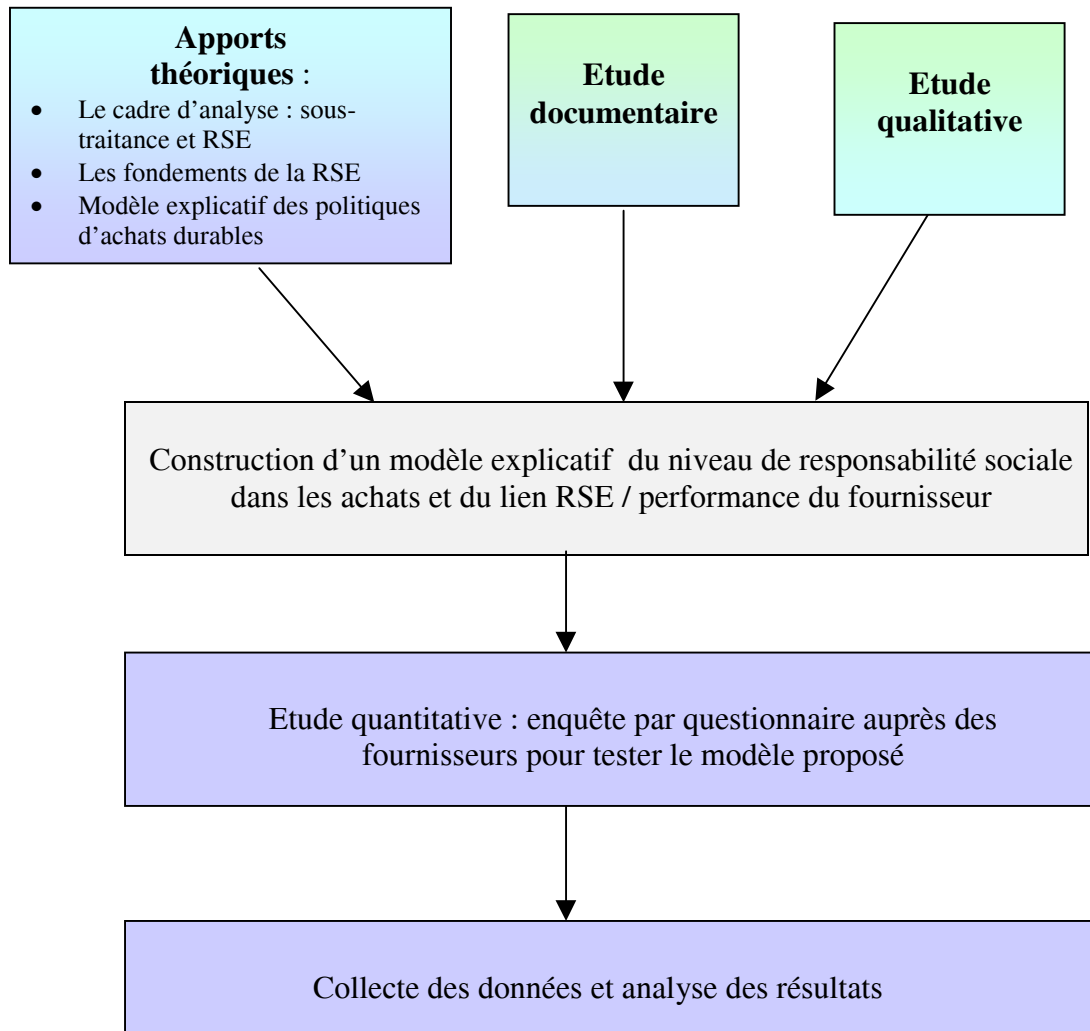 Apports
théoriques :
• Le cadre d’analyse : sous-
traitance et RSE
• Les fondements de la RSE
• Modèle explicatif des politiques
d’achats durables
Etude
documentaire
Etude
qualitative
Construction d’un modèle explicatif du niveau de responsabilité sociale
dans les achats et du lien RSE / performance du fournisseur
Etude quantitative : enquête par questionnaire auprès des
fournisseurs pour tester le modèle proposé
Collecte des données et analyse des résultats